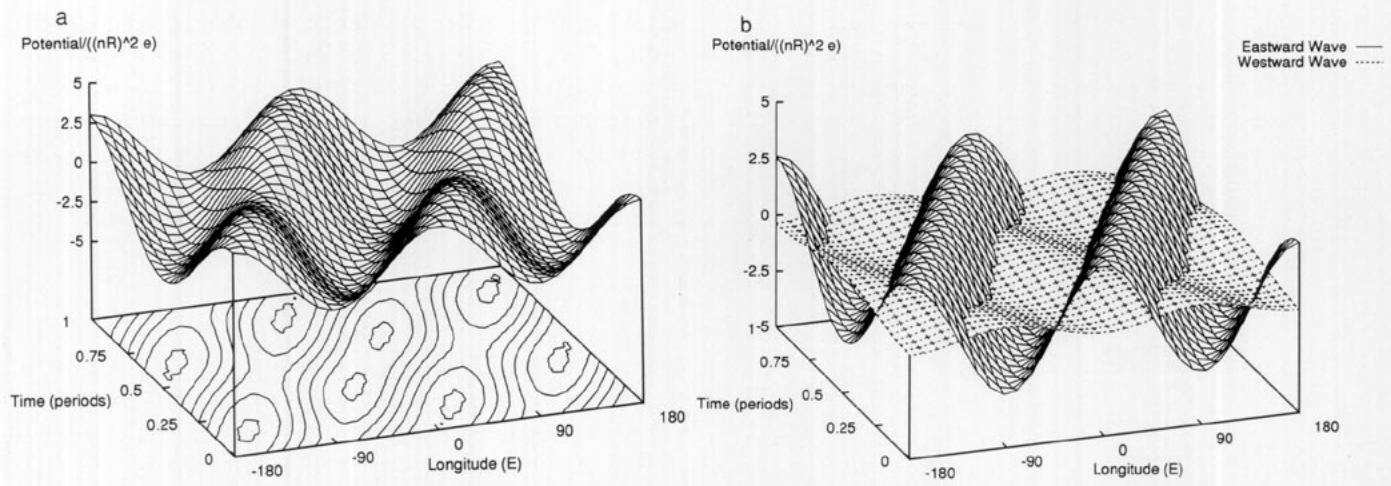 a
Potential/((nR)^2 e)
5
2.5
0
-2.5
-5
1
0.75
0.5
0.25
0
Time (periods)
-180
-90
0
90
180
Longitude (E)
b
Potential/((nR)^2 e)
Eastward Wave
Westward Wave
5
2.5
0
-2.5
1-5
0.75
0.5
0.25
0
Time (periods)
-180
-90
0
90
180
Longitude (E)